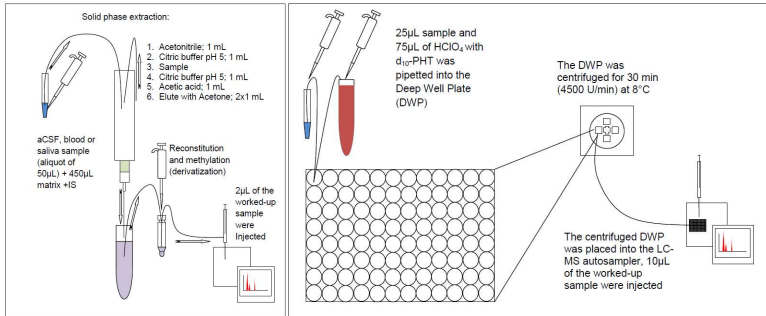 Solid phase extraction:
1. Acetonitrile; 1 mL
2. Citric buffer pH 5; 1 mL
3. Sample
4. Citric buffer pH 5; 1 mL
5. Acetic acid; 1 mL
6. Elute with Acetone; 2x1 mL
aCSF, blood or
saliva sample
(aliquot of
50µL) + 450µL
matrix +IS
Reconstitution
and methylation
(derivatization)
2µL of the
worked-up
sample
were
Injected
25µL sample and
75µL of HClO₄ with
d₁₀-PHT was
pipetted into the
Deep Well Plate
(DWP)
The DWP was
centrifuged for 30 min
(4500 U/min) at 8°C
The centrifuged DWP
was placed into the LC-
MS autosampler, 10µL
of the worked-up
sample were injected